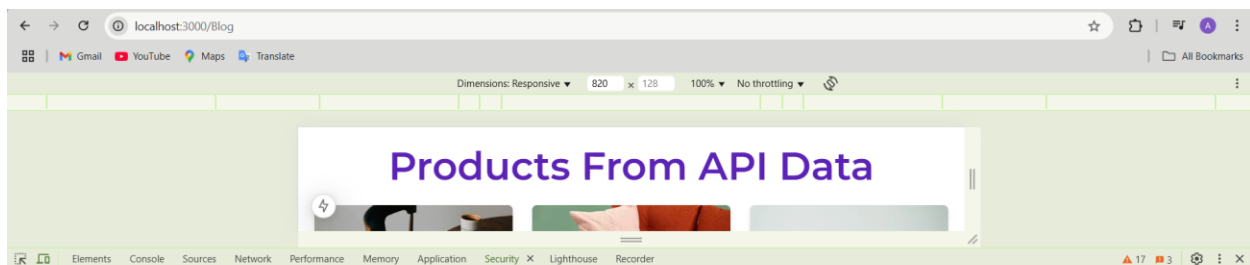 localhost:3000/Blog
A
Gmail YouTube Maps Translate All Bookmarks
Dimensions: Responsive 820 x 128 100% No throttling
Products From API Data
Elements Console Sources Network Performance Memory Application Security Lighthouse Recorder 17 3